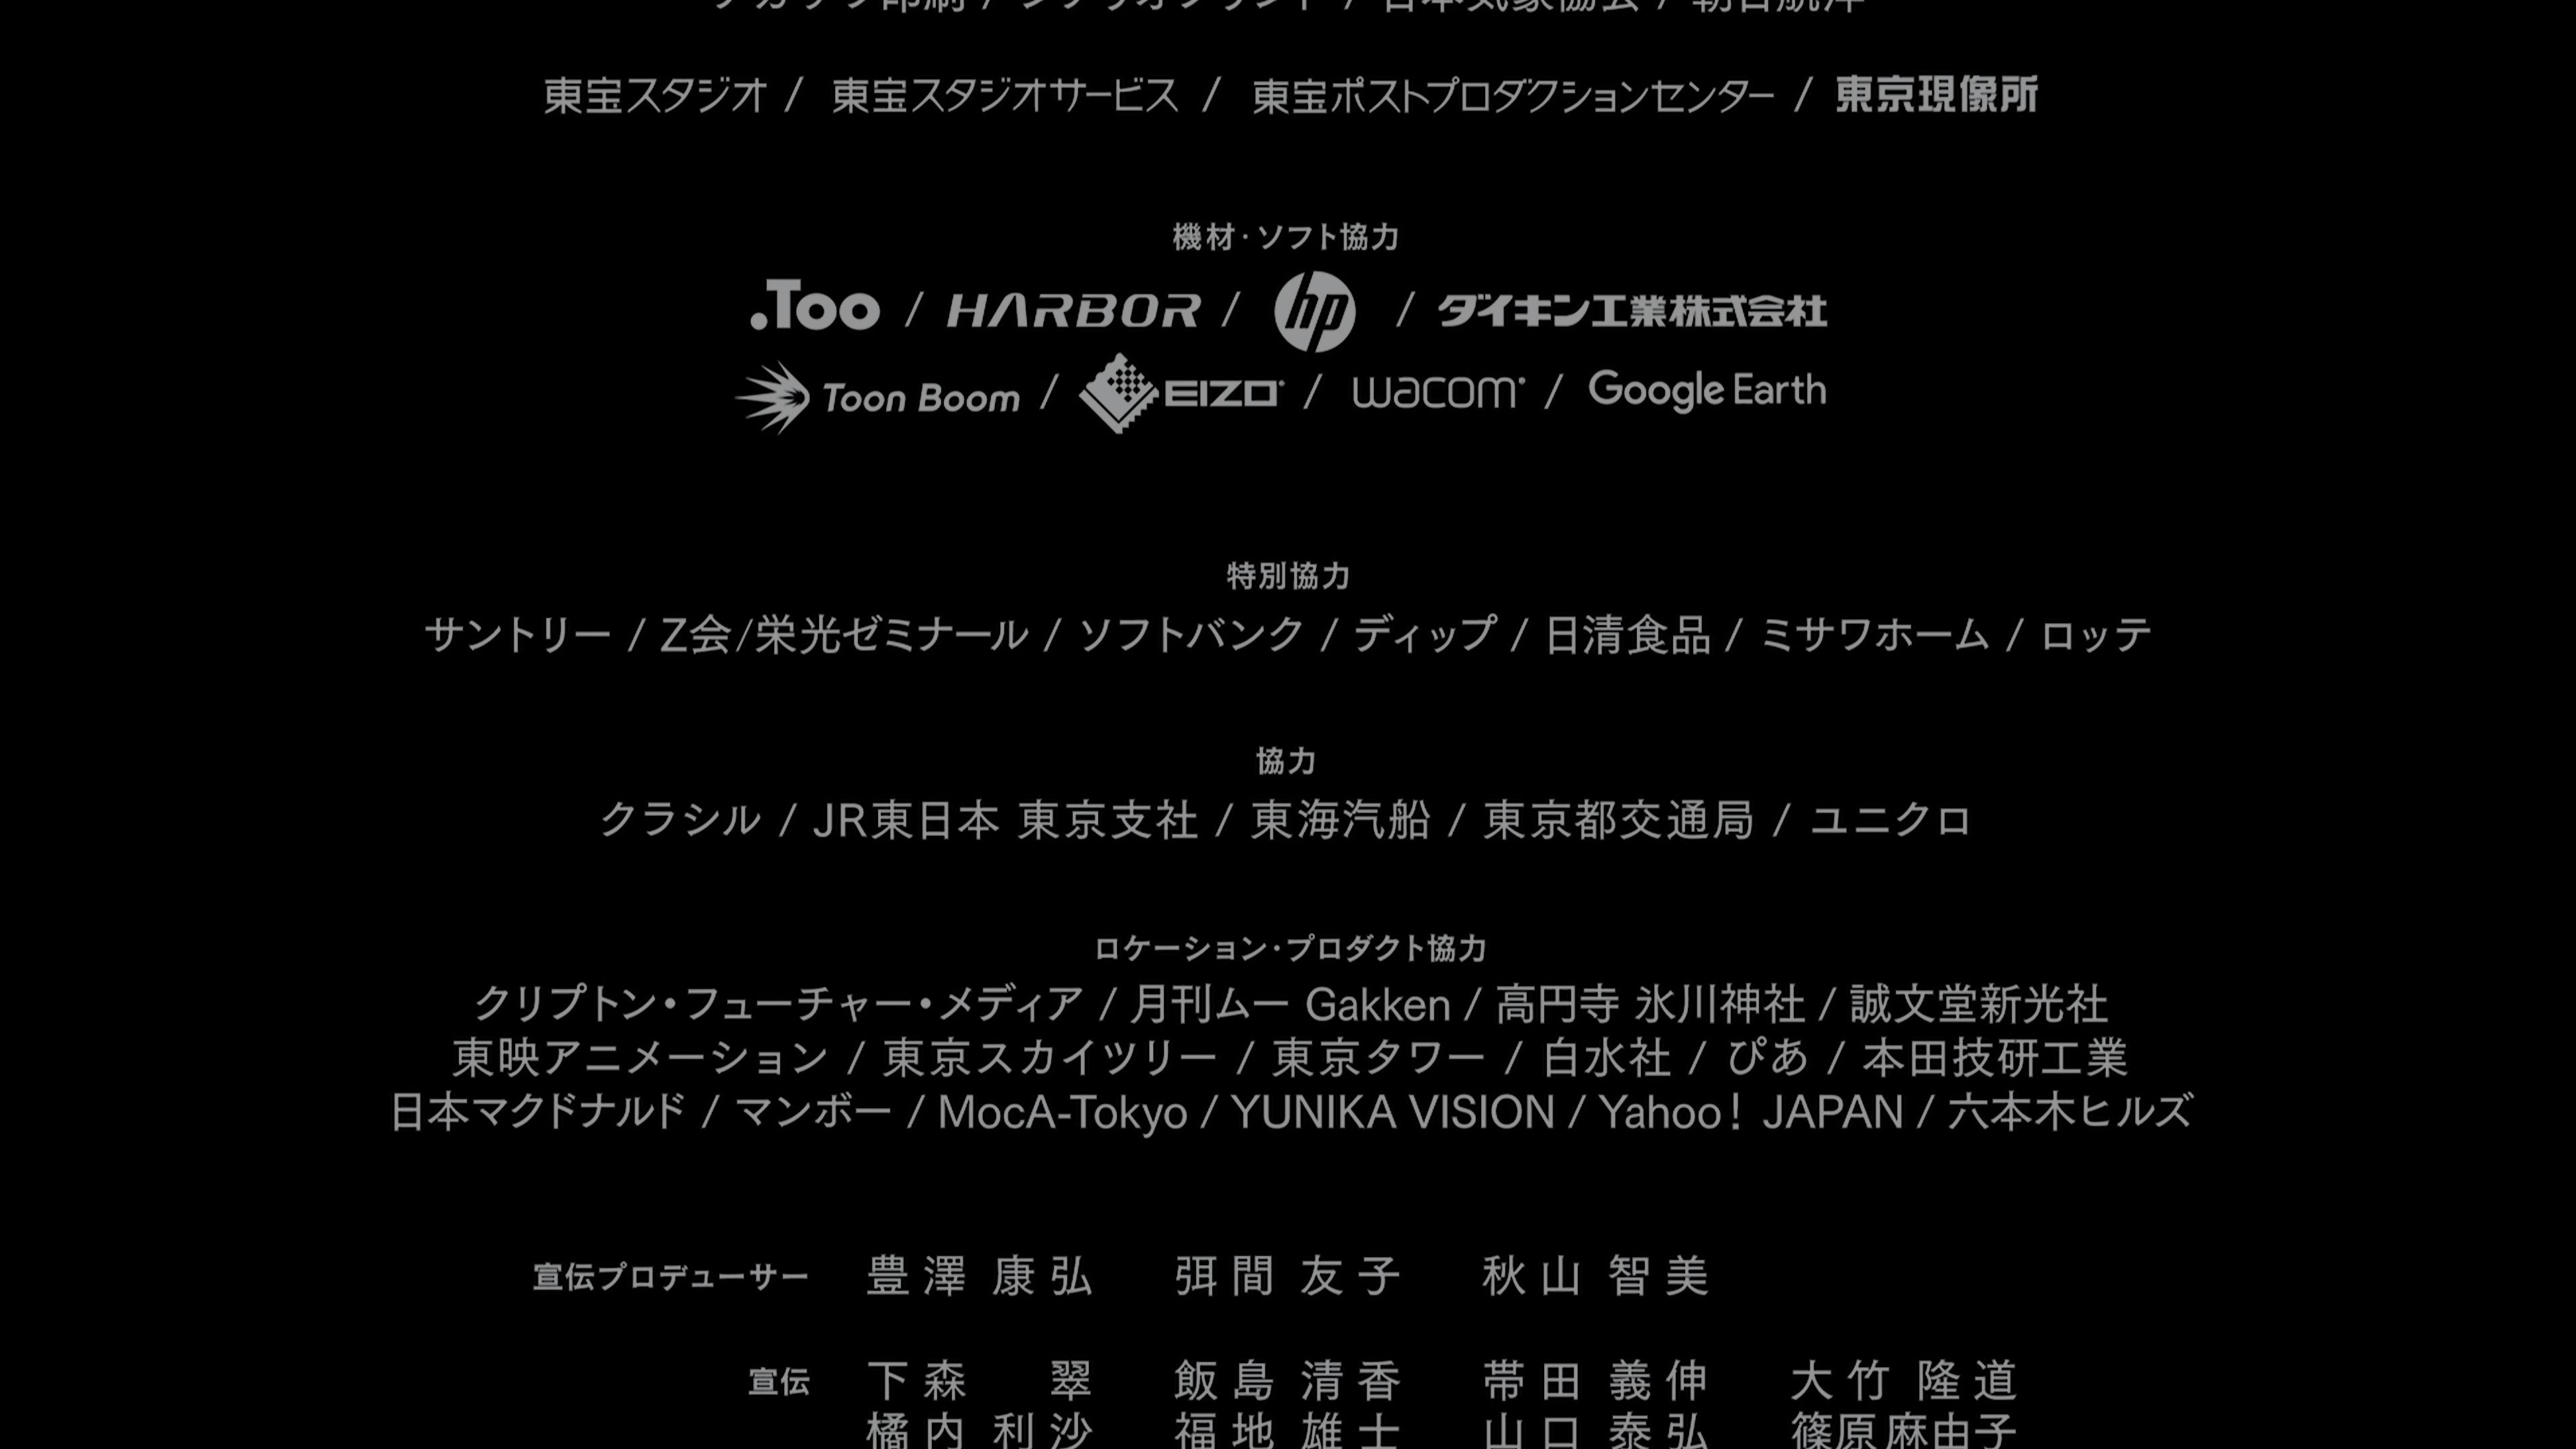 東宝スタジオ / 東宝スタジオサービス / 東宝ポストプロダクションセンター / 東京現像所
機材・ソフト協力
.Too / HARBOR / hp / ダイキン工業株式会社
Toon Boom / EIZO / wacom / Google Earth
特別協力
サントリー / Z会/栄光ゼミナール / ソフトバンク / ディップ / 日清食品 / ミサワホーム / ロッテ
協力
クラシル / JR東日本 東京支社 / 東海汽船 / 東京都交通局 / ユニクロ
ロケーション・プロダクト協力
クリプトン・フューチャー・メディア / 月刊ムー Gakken / 高円寺 氷川神社 / 誠文堂新光社
東映アニメーション / 東京スカイツリー / 東京タワー / 白水社 / ぴあ / 本田技研工業
日本マクドナルド / マンボー / MocA-Tokyo / YUNIKA VISION / Yahoo! JAPAN / 六本木ヒルズ
宣伝プロデューサー 豊澤 康弘 弭間 友子 秋山 智美
宣伝 下森 翠 飯島 清香 帯田 義伸 大竹 隆道
橘内 利沙 福地 雄士 山口 泰弘 篠原麻由子